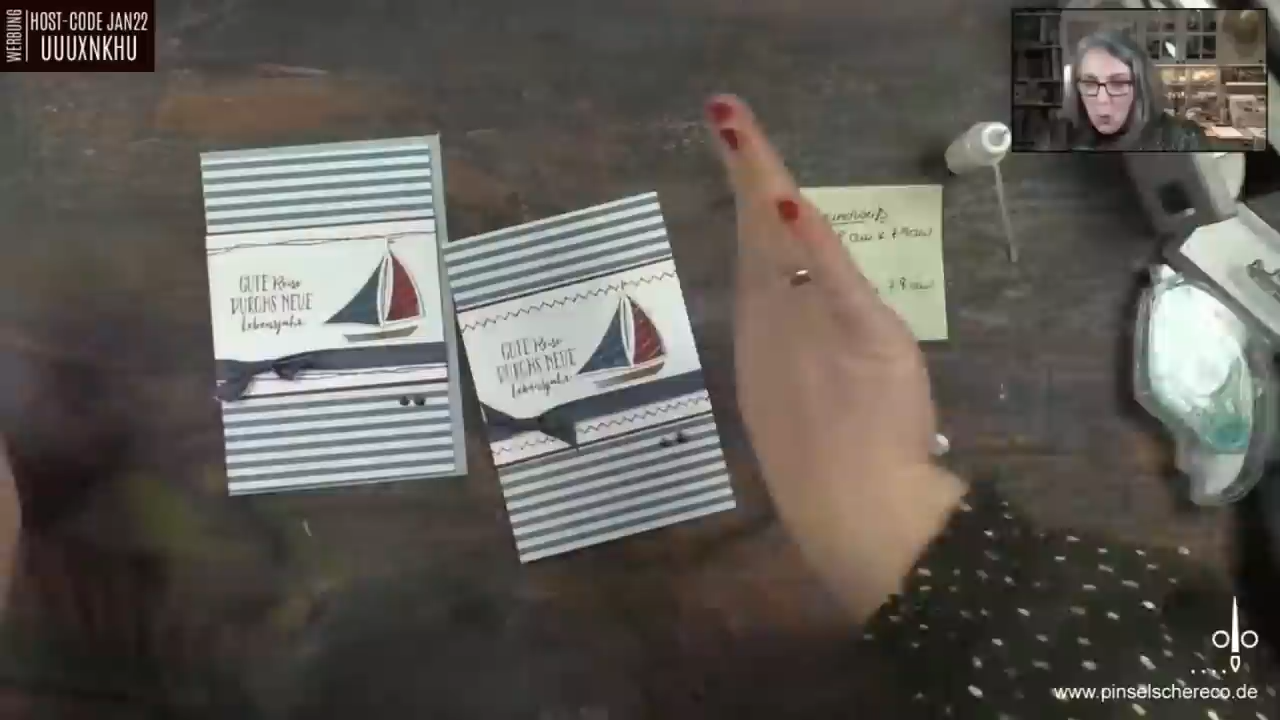 WERBUNG
HOST-CODE JAN22
UUUXNKHU
GUTE Reise
DURCHS NEUE
Lebensjahr
GUTE Reise
DURCHS NEUE
Lebensjahr
www.pinselschereco.de